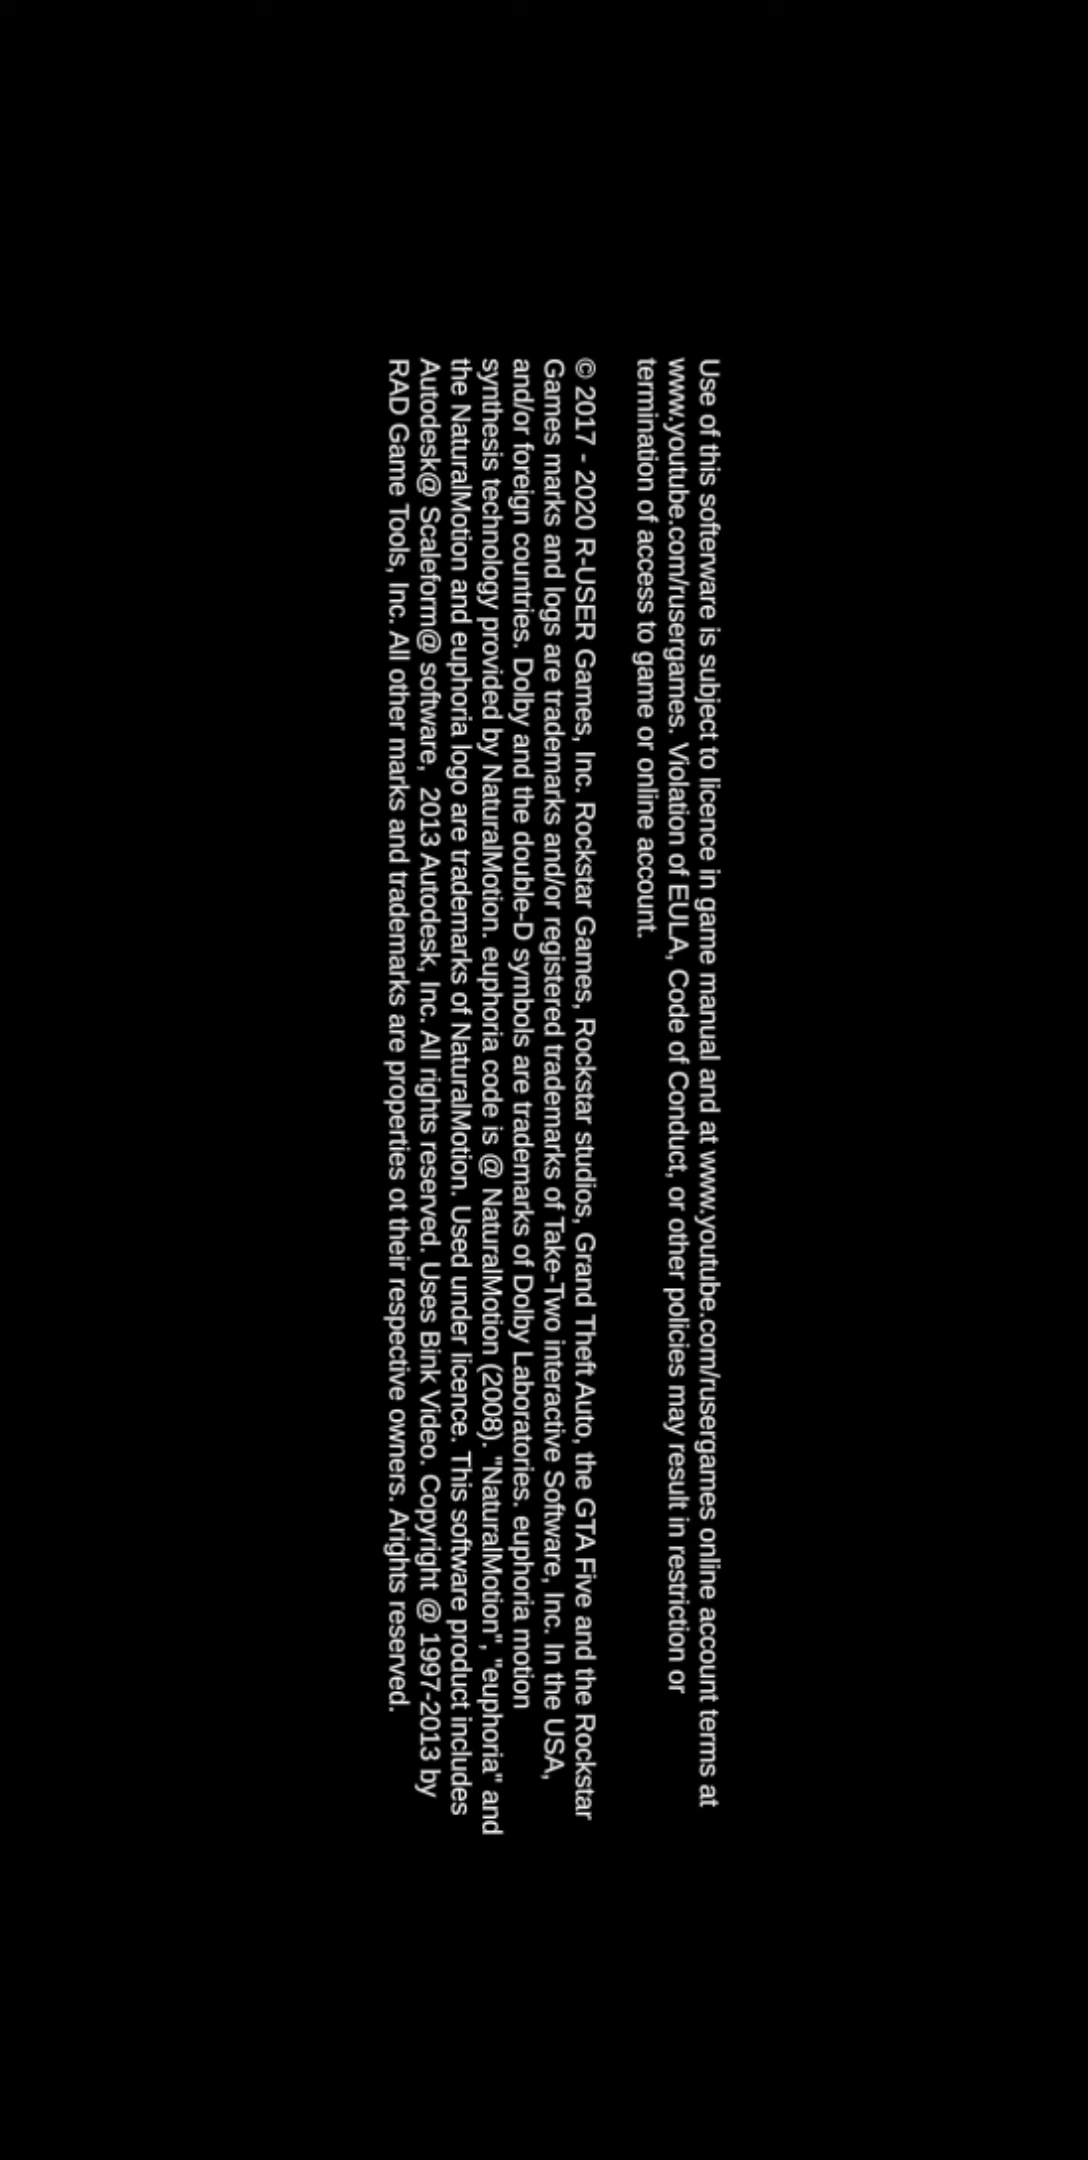 Use of this softerware is subject to licence in game manual and at www.youtube.com/rusergames online account terms at
www.youtube.com/rusergames. Violation of EULA, Code of Conduct, or other policies may result in restriction or
termination of access to game or online account.
© 2017 - 2020 R-USER Games, Inc. Rockstar Games, Rockstar studios, Grand Theft Auto, the GTA Five and the Rockstar
Games marks and logs are trademarks and/or registered trademarks of Take-Two interactive Software, Inc. In the USA,
and/or foreign countries. Dolby and the double-D symbols are trademarks of Dolby Laboratories. euphoria motion
synthesis technology provided by NaturalMotion. euphoria code is @ NaturalMotion (2008). "NaturalMotion", "euphoria" and
the NaturalMotion and euphoria logo are trademarks of NaturalMotion. Used under licence. This software product includes
Autodesk@ Scaleform@ software,  2013 Autodesk, Inc. All rights reserved. Uses Bink Video. Copyright @ 1997-2013 by
RAD Game Tools, Inc. All other marks and trademarks are properties ot their respective owners. Arights reserved.